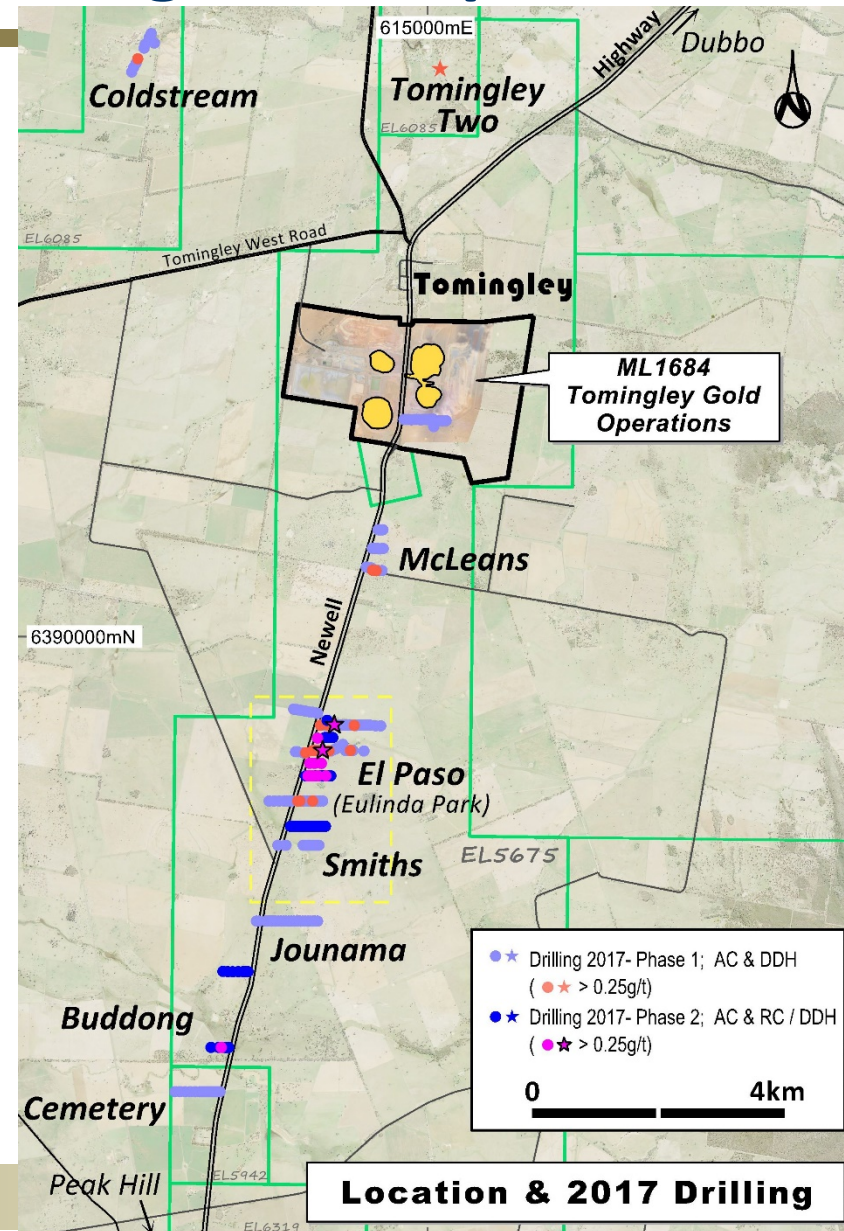 615000mE
Highway
Dubbo
N
Coldstream
Tomingley
Two
EL6085
EL6085
Tomingley West Road
Tomingley
ML1684
Tomingley Gold
Operations
McLeans
Newell
6390000mN
El Paso
(Eulinda Park)
Smiths
EL5675
Jounama
Drilling 2017- Phase 1; AC & DDH
( > 0.25g/t)
Buddong
Drilling 2017- Phase 2; AC & RC / DDH
( > 0.25g/t)
0 4km
Cemetery
Peak Hill
EL5942
Location & 2017 Drilling
EL6319